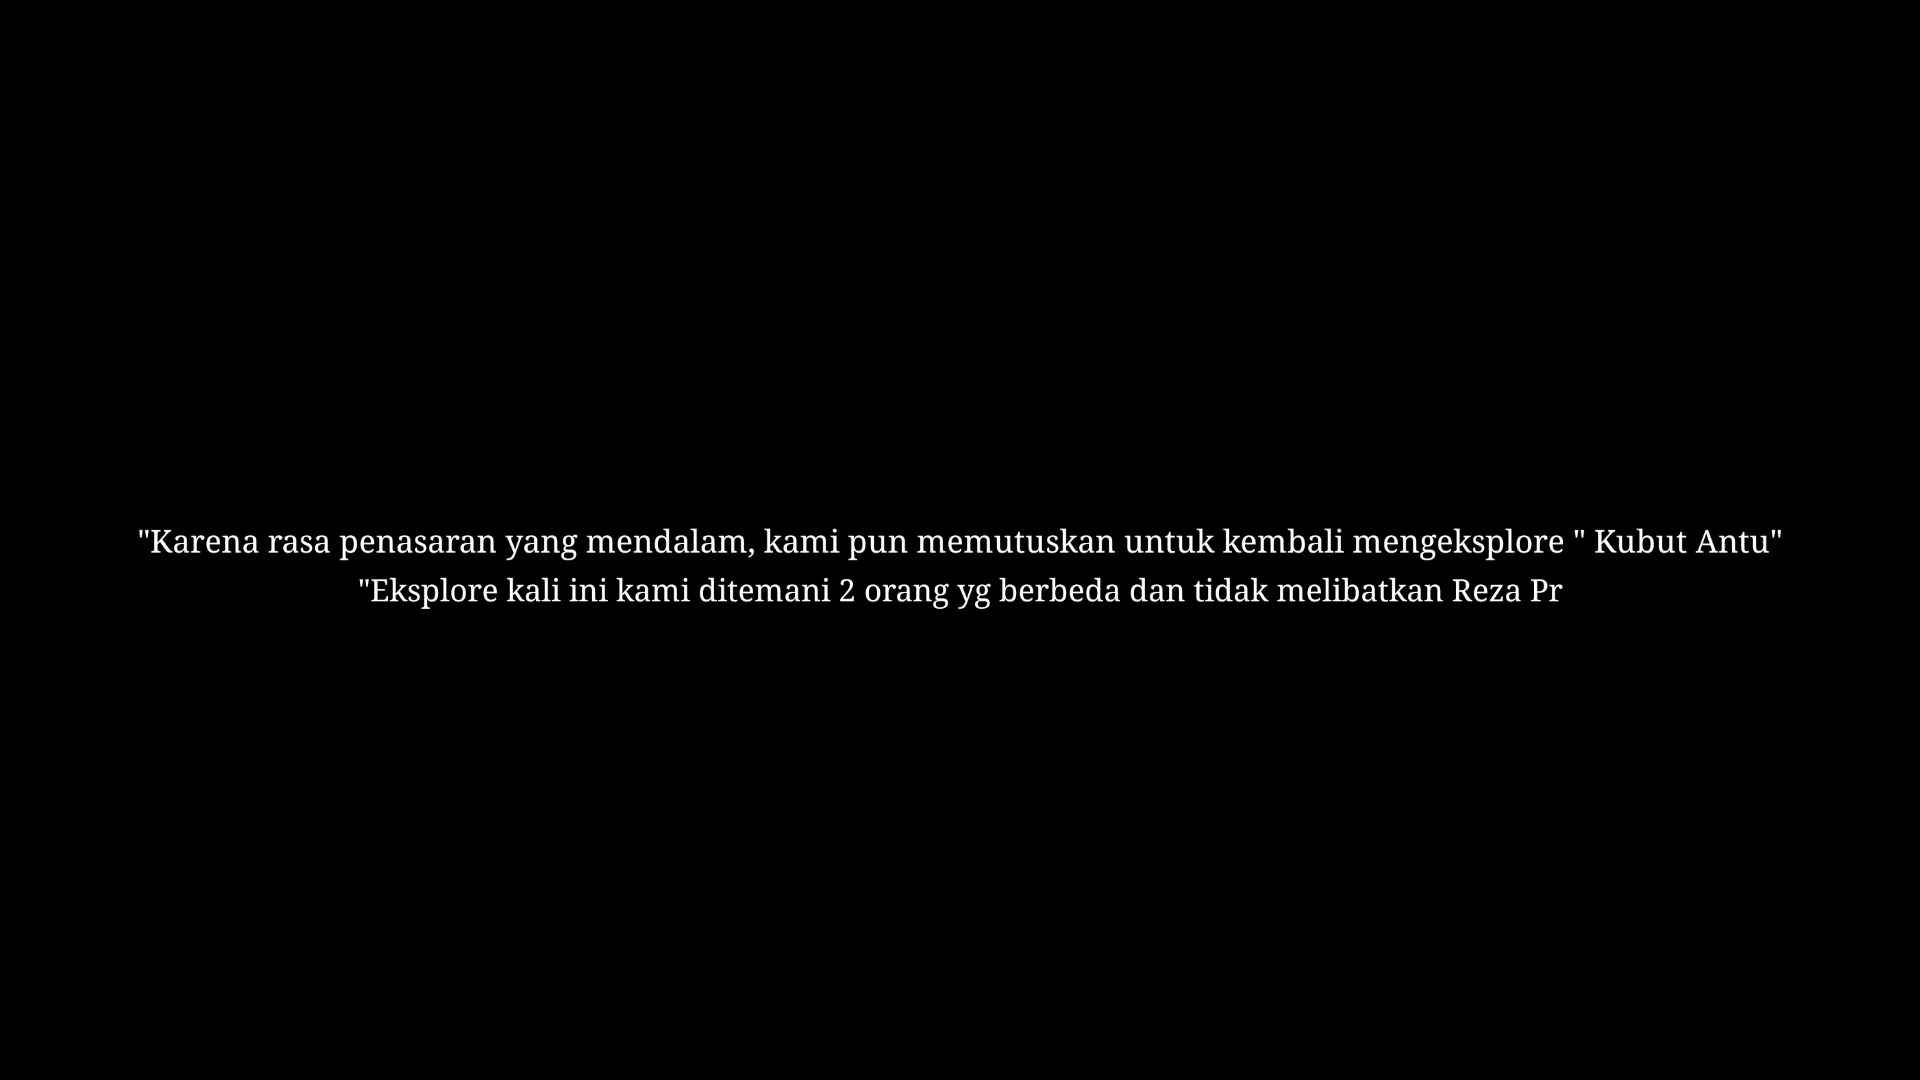 "Karena rasa penasaran yang mendalam, kami pun memutuskan untuk kembali mengeksplore " Kubut Antu"
"Eksplore kali ini kami ditemani 2 orang yg berbeda dan tidak melibatkan Reza Pr